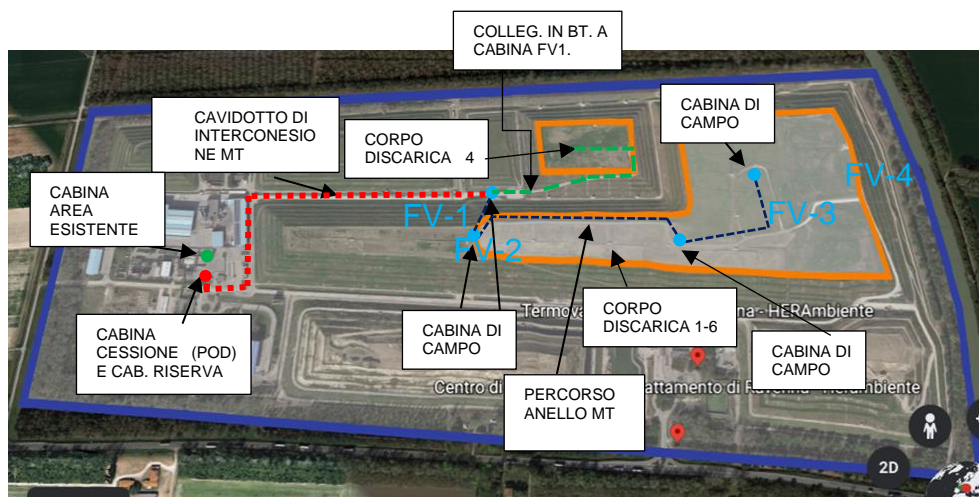 COLLEG. IN BT. A
CABINA FV1.
CAVIDOTTO DI
INTERCONESIO
NE MT
CORPO
DISCARICA 4
CABINA DI
CAMPO
CABINA
AREA
ESISTENTE
FV-4
FV-1
FV-3
FV-2
CABINA
CESSIONE (POD)
E CAB. RISERVA
CABINA DI
CAMPO
Termova
CORPO
DISCARICA 1-6
na - HERAmbiente
CABINA DI
CAMPO
Centro di
PERCORSO
ANELLO MT
attamento di Ravenna - Herambiente
2D